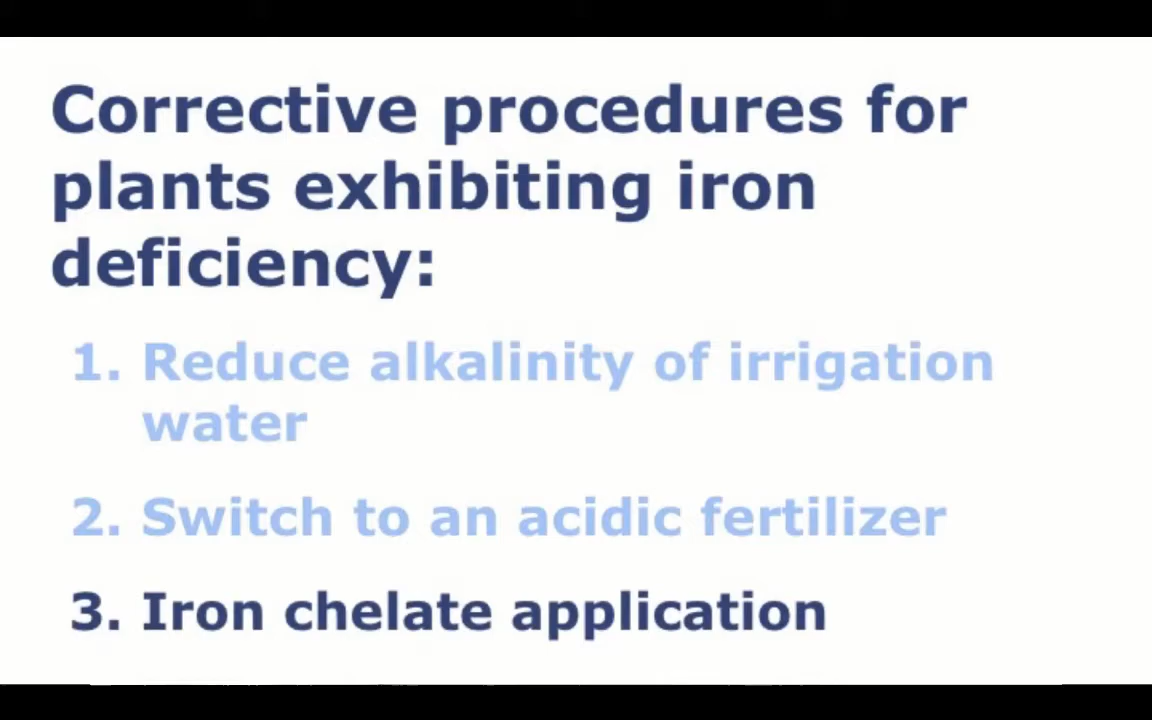 Corrective procedures for
plants exhibiting iron
deficiency:
1. Reduce alkalinity of irrigation
water
2. Switch to an acidic fertilizer
3. Iron chelate application